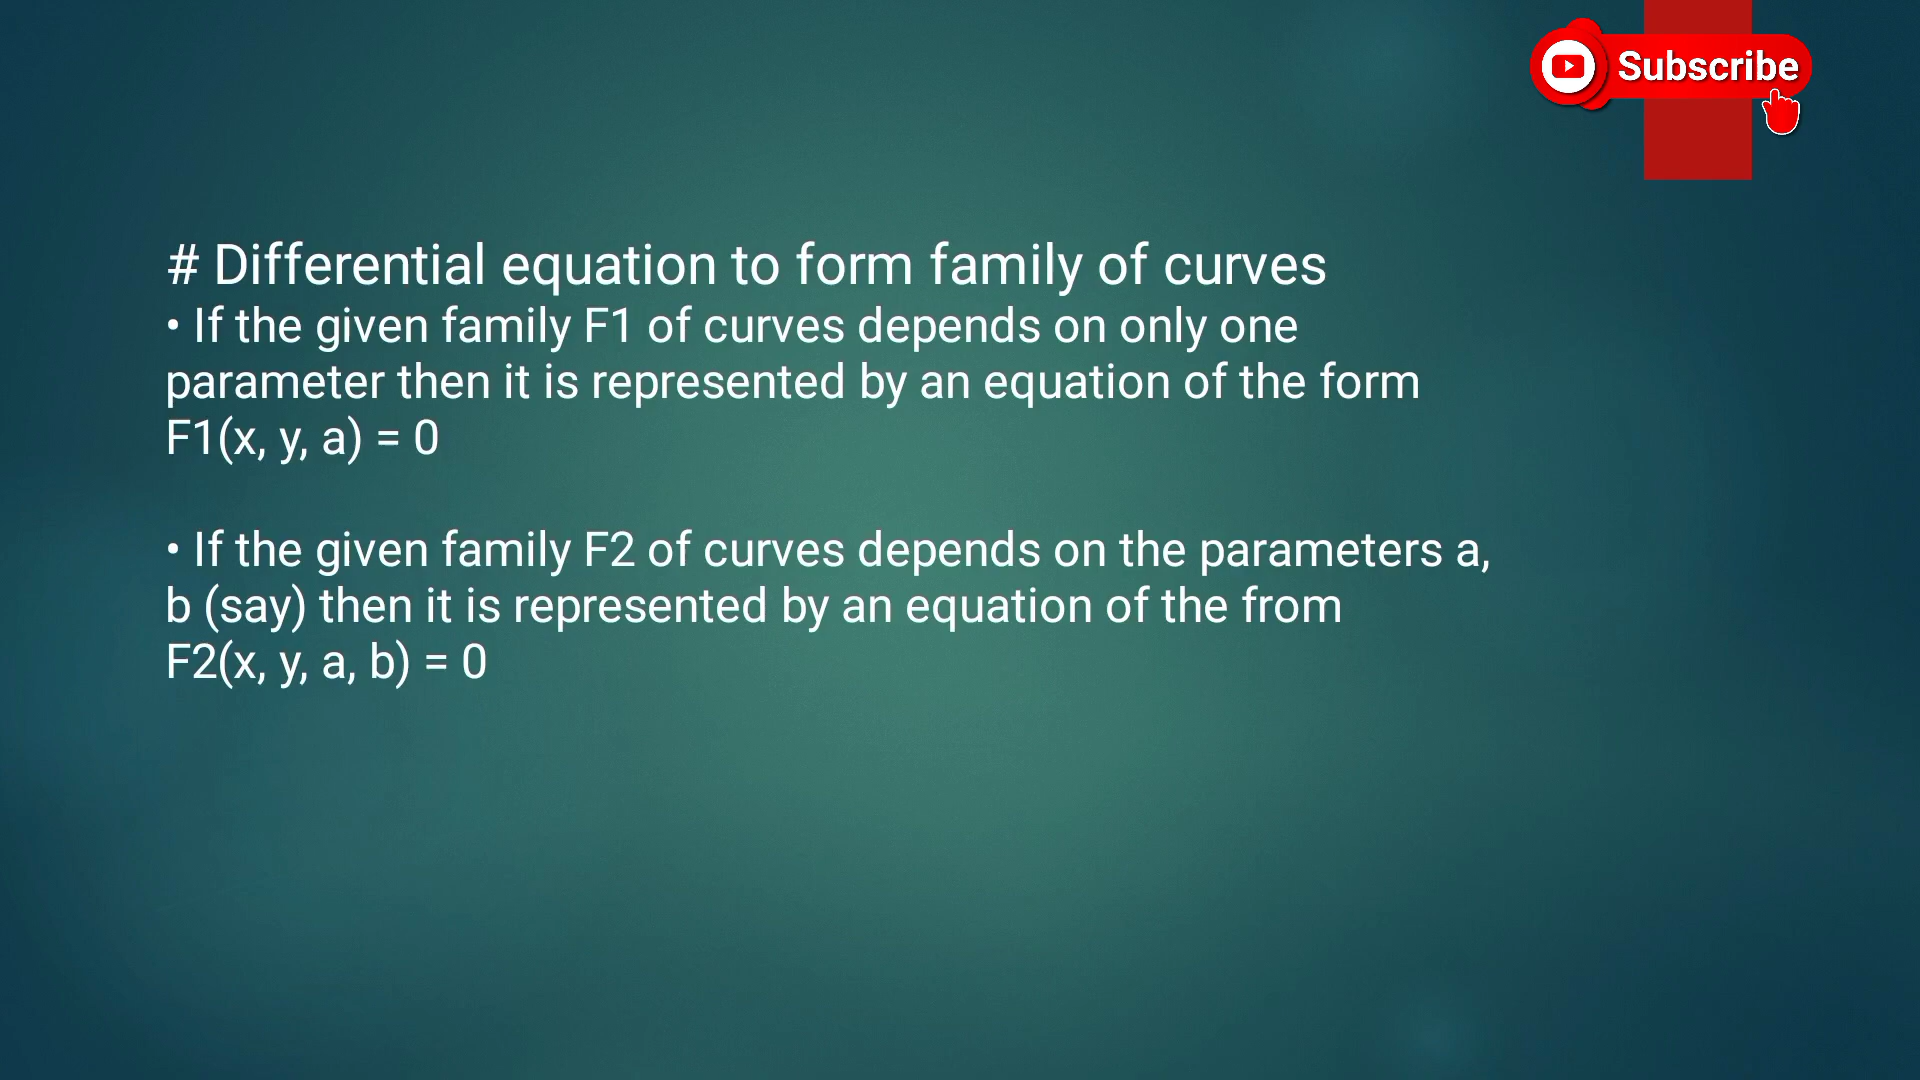 Subscribe
# Differential equation to form family of curves
• If the given family F1 of curves depends on only one
parameter then it is represented by an equation of the form
F1(x, y, a) = 0
• If the given family F2 of curves depends on the parameters a,
b (say) then it is represented by an equation of the from
F2(x, y, a, b) = 0